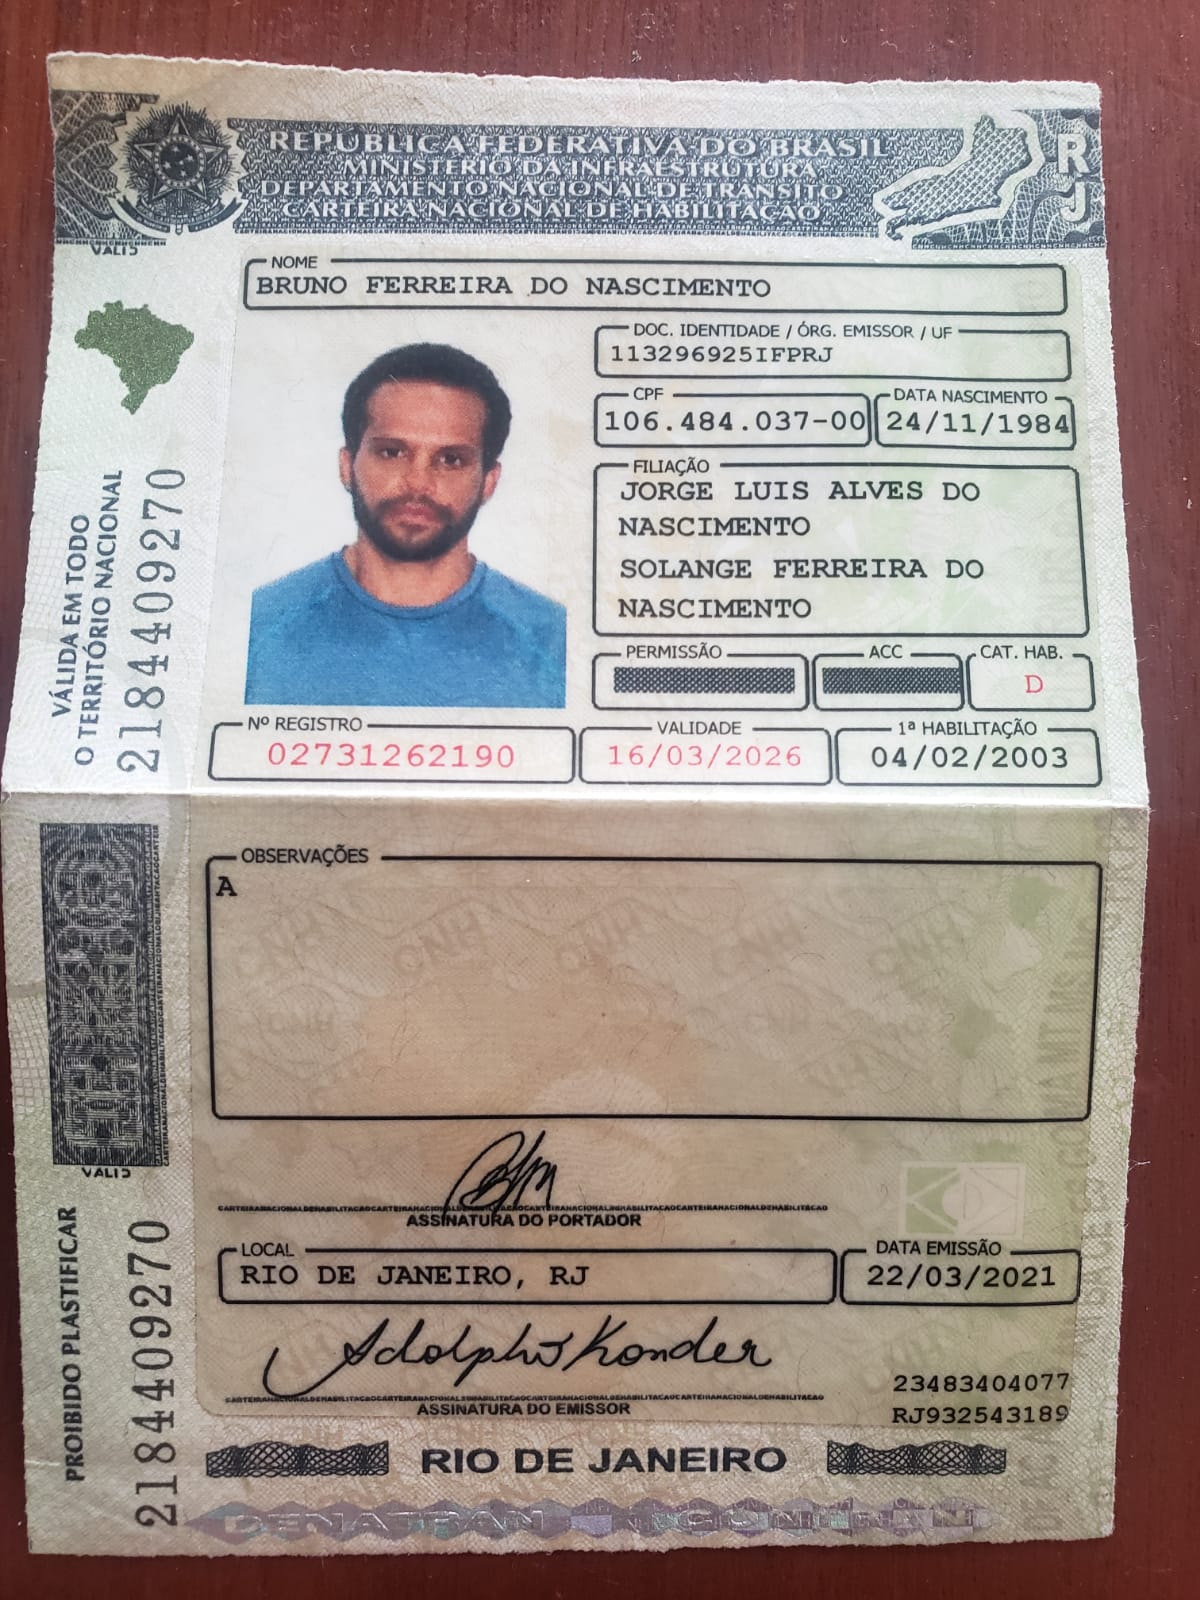 REPÚBLICA FEDERATIVA DO BRASIL
MINISTÉRIO DA INFRAESTRUTURA
DEPARTAMENTO NACIONAL DE TRÂNSITO
CARTEIRA NACIONAL DE HABILITAÇÃO
RJ
NOME
BRUNO FERREIRA DO NASCIMENTO
DOC. IDENTIDADE / ÓRG. EMISSOR / UF
113296925IFPRJ
CPF
106.484.037-00
DATA NASCIMENTO
24/11/1984
FILIAÇÃO
JORGE LUIS ALVES DO
NASCIMENTO
SOLANGE FERREIRA DO
NASCIMENTO
PERMISSÃO
ACC
CAT. HAB.
D
Nº REGISTRO
02731262190
VALIDADE
16/03/2026
1ª HABILITAÇÃO
04/02/2003
VÁLIDA EM TODO
O TERRITÓRIO NACIONAL
2184409270
OBSERVAÇÕES
A
ASSINATURA DO PORTADOR
LOCAL
RIO DE JANEIRO, RJ
DATA EMISSÃO
22/03/2021
Adolpho Konder
ASSINATURA DO EMISSOR
23483404077
RJ932543189
PROIBIDO PLASTIFICAR
2184409270
RIO DE JANEIRO
DENATRAN CONTRAN